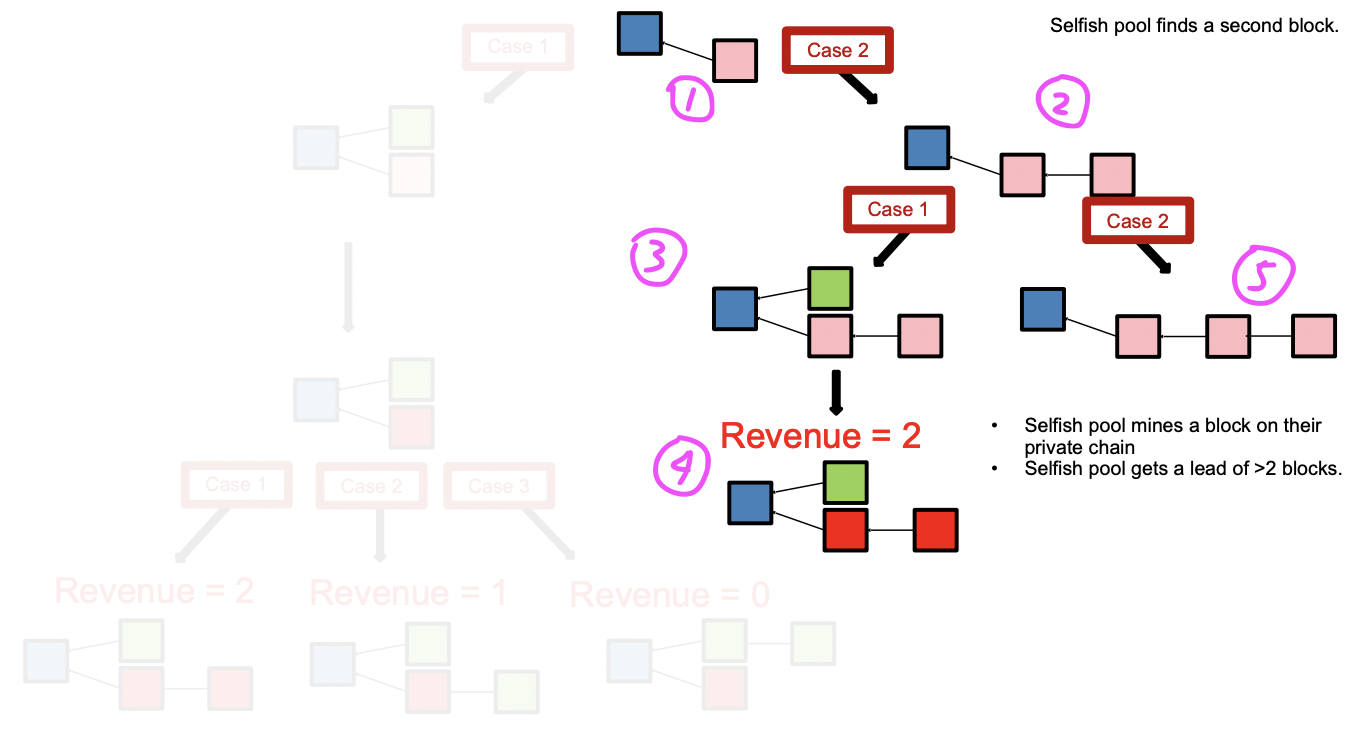 Case 1
Case 2
Selfish pool finds a second block.
1
2
Case 1
Case 2
3
5
Revenue = 2
• Selfish pool mines a block on their
private chain
• Selfish pool gets a lead of >2 blocks.
4
Case 1
Case 2
Case 3
Revenue = 2
Revenue = 1
Revenue = 0